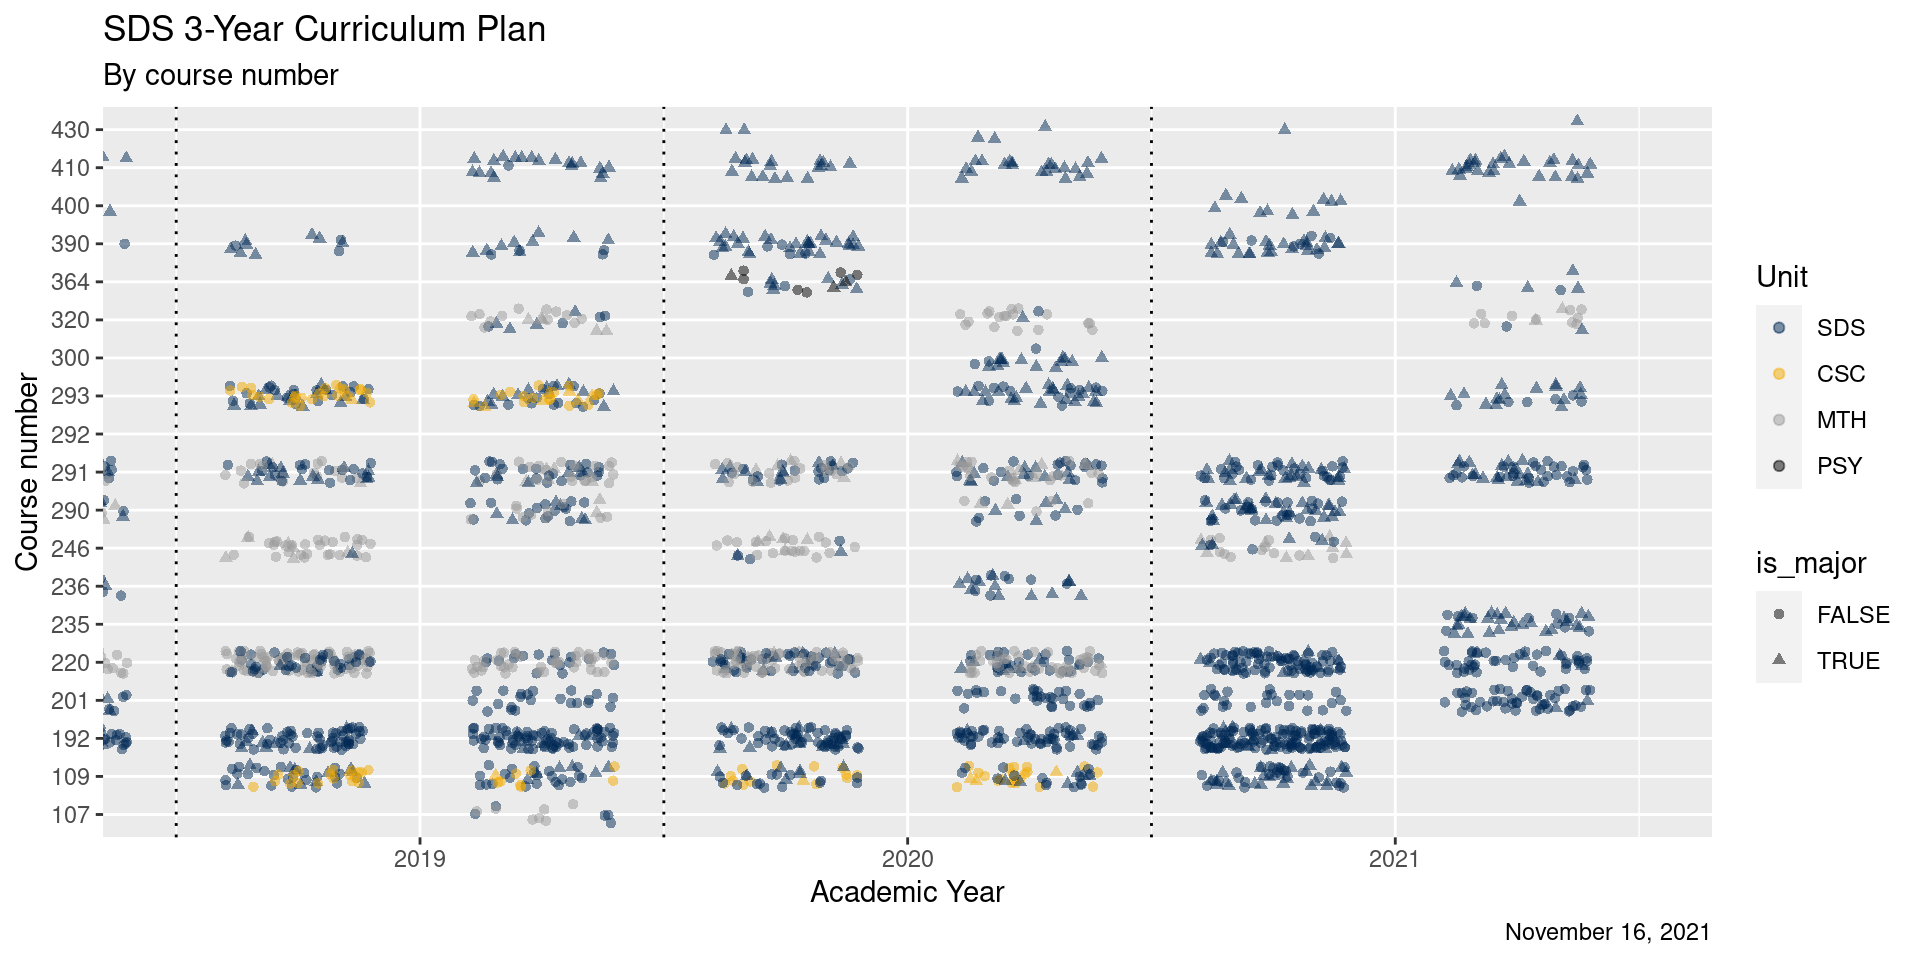 SDS 3-Year Curriculum Plan
By course number
Course number
430
410
400
390
364
320
300
293
292
291
290
246
236
235
220
201
192
109
107
2019
2020
2021
Academic Year
Unit
SDS
CSC
MTH
PSY
is_major
FALSE
TRUE
November 16, 2021